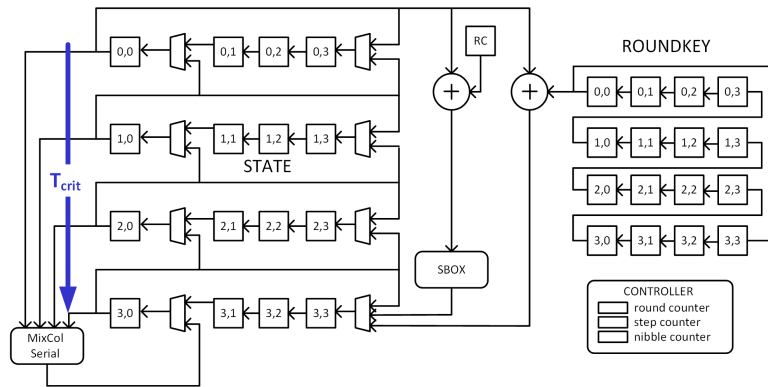 RC
ROUNDKEY
0,0 0,1 0,2 0,3
0,0 0,1 0,2 0,3
+ +
1,0 1,1 1,2 1,3
1,0 1,1 1,2 1,3
STATE
Tcrit
2,0 2,1 2,2 2,3
2,0 2,1 2,2 2,3
3,0 3,1 3,2 3,3
SBOX
3,0 3,1 3,2 3,3
CONTROLLER
round counter
step counter
nibble counter
MixCol
Serial